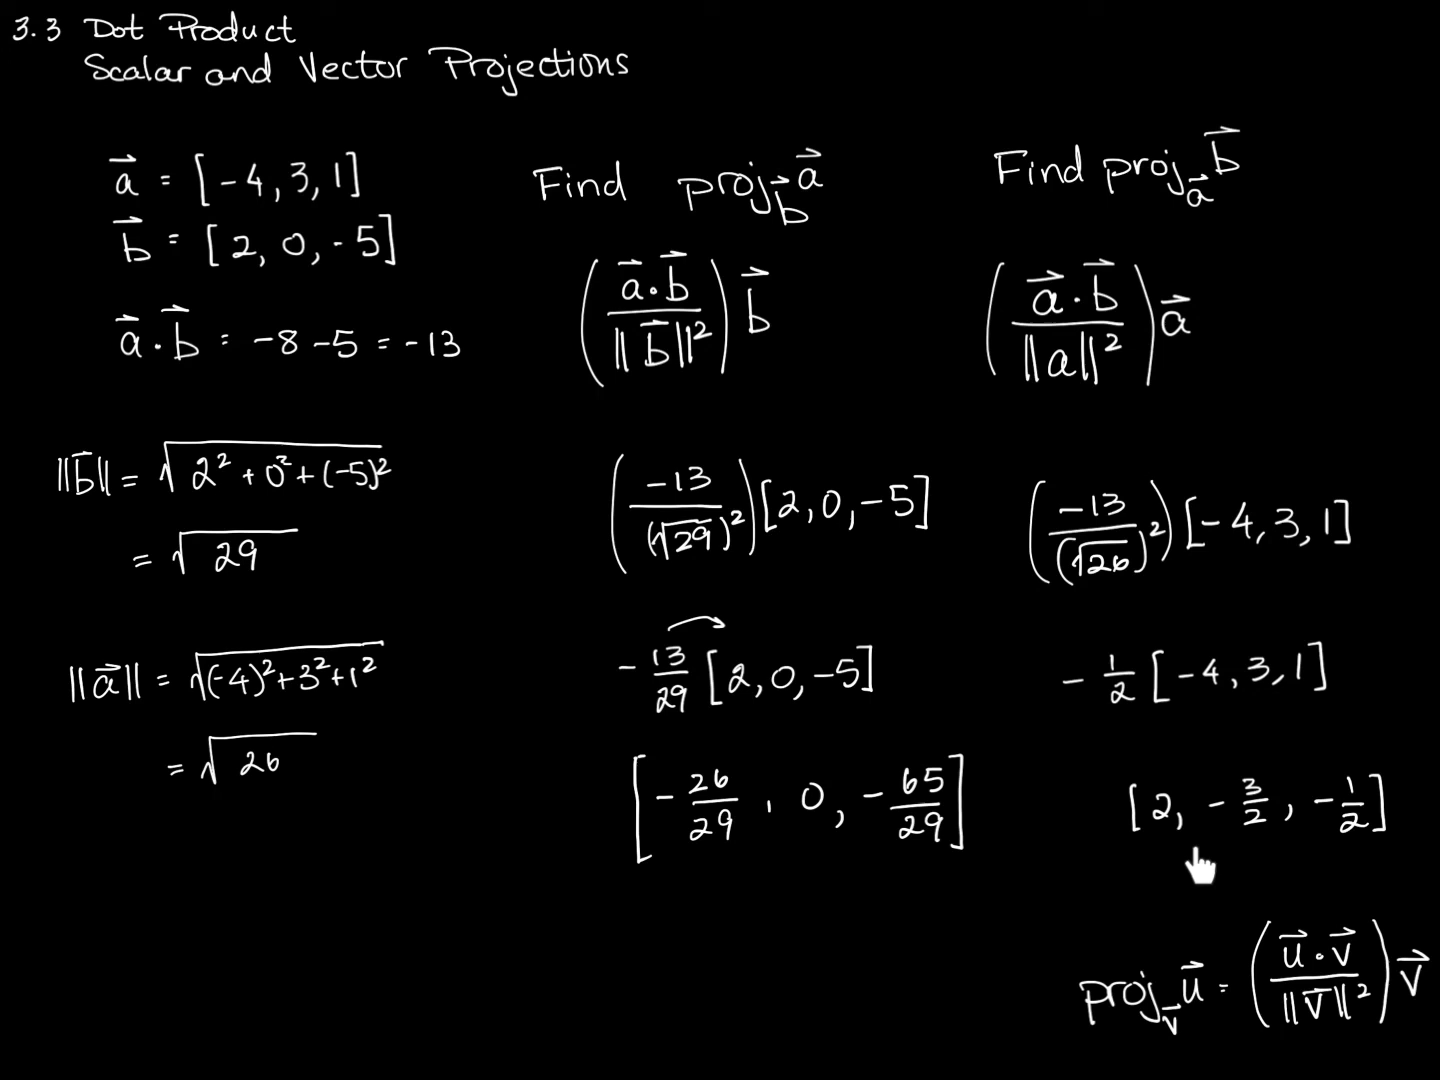 3.3 Dot Product
Scalar and Vector Projections
a⃗ = [-4, 3, 1]
b⃗ = [2, 0, -5]
a⃗ · b⃗ = -8 -5 = -13
||b⃗|| = √(2² + 0² + (-5)²)
= √29
||a⃗|| = √((-4)² + 3² + 1²)
= √26
Find proj_b⃗ a⃗
((a⃗ · b⃗)/||b⃗||²) b⃗
(-13/(√29)²) [2, 0, -5]
-13/29 [2, 0, -5]
[-26/29, 0, -65/29]
Find proj_a⃗ b⃗
((a⃗ · b⃗)/||a||²) a⃗
(-13/(√26)²) [-4, 3, 1]
-1/2 [-4, 3, 1]
[2, -3/2, -1/2]
proj_v⃗ u⃗ = ((u⃗ · v⃗)/||v⃗||²) v⃗